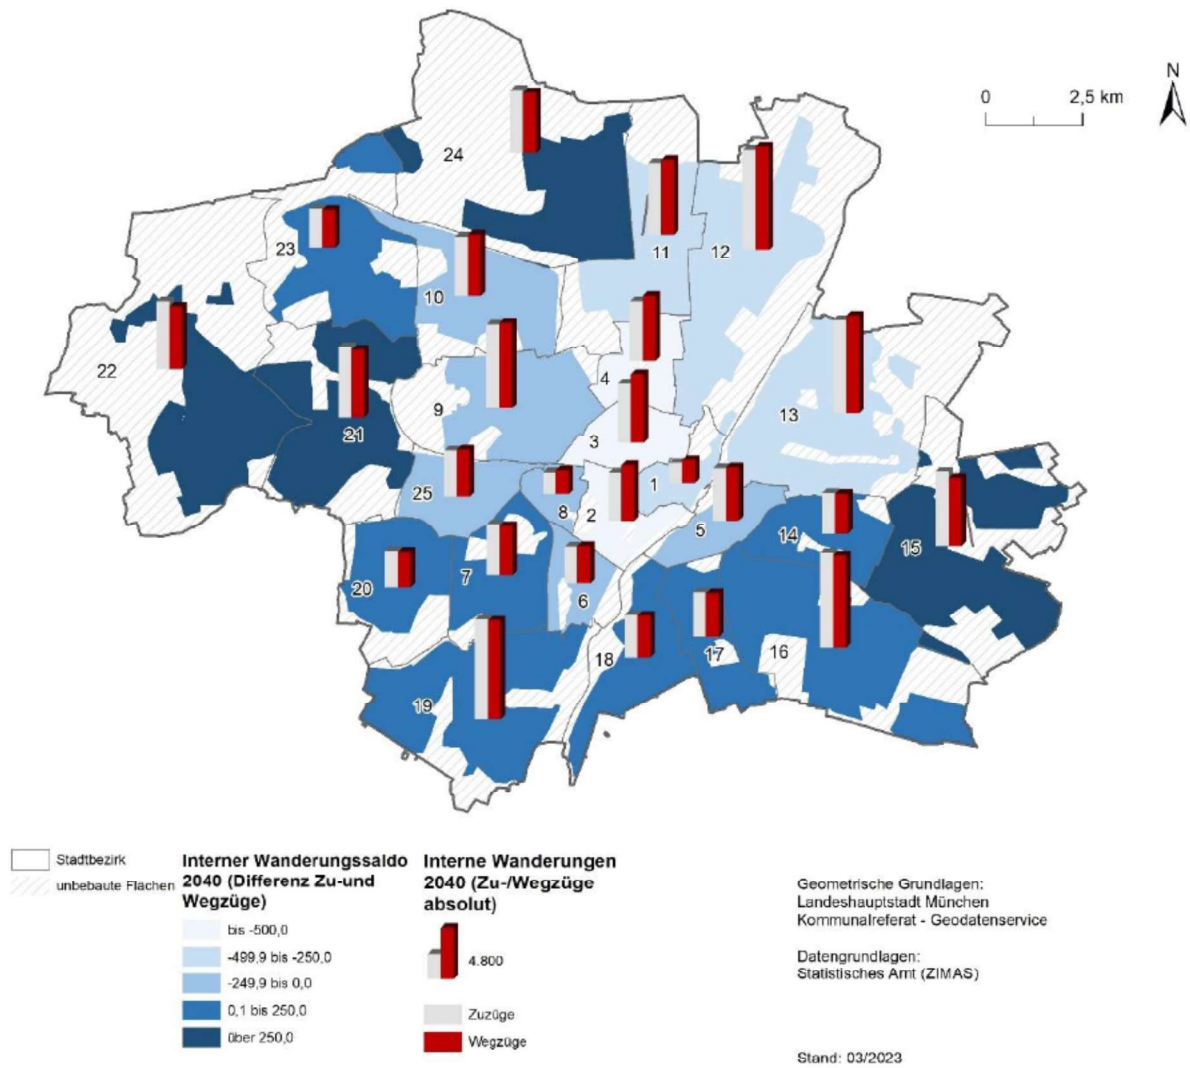 N
0 2,5 km
24
23
11
12
10
22
4
9
13
3
21
25
1
8
2
5
14
15
7
20
6
18
17
16
19
Stadtbezirk
unbebaute Flächen
Interner Wanderungssaldo
2040 (Differenz Zu-und
Wegzüge)
bis -500,0
-499,9 bis -250,0
-249,9 bis 0,0
0,1 bis 250,0
über 250,0
Interne Wanderungen
2040 (Zu-/Wegzüge
absolut)
4.800
Zuzüge
Wegzüge
Geometrische Grundlagen:
Landeshauptstadt München
Kommunalreferat - Geodatenservice
Datengrundlagen:
Statistisches Amt (ZIMAS)
Stand: 03/2023